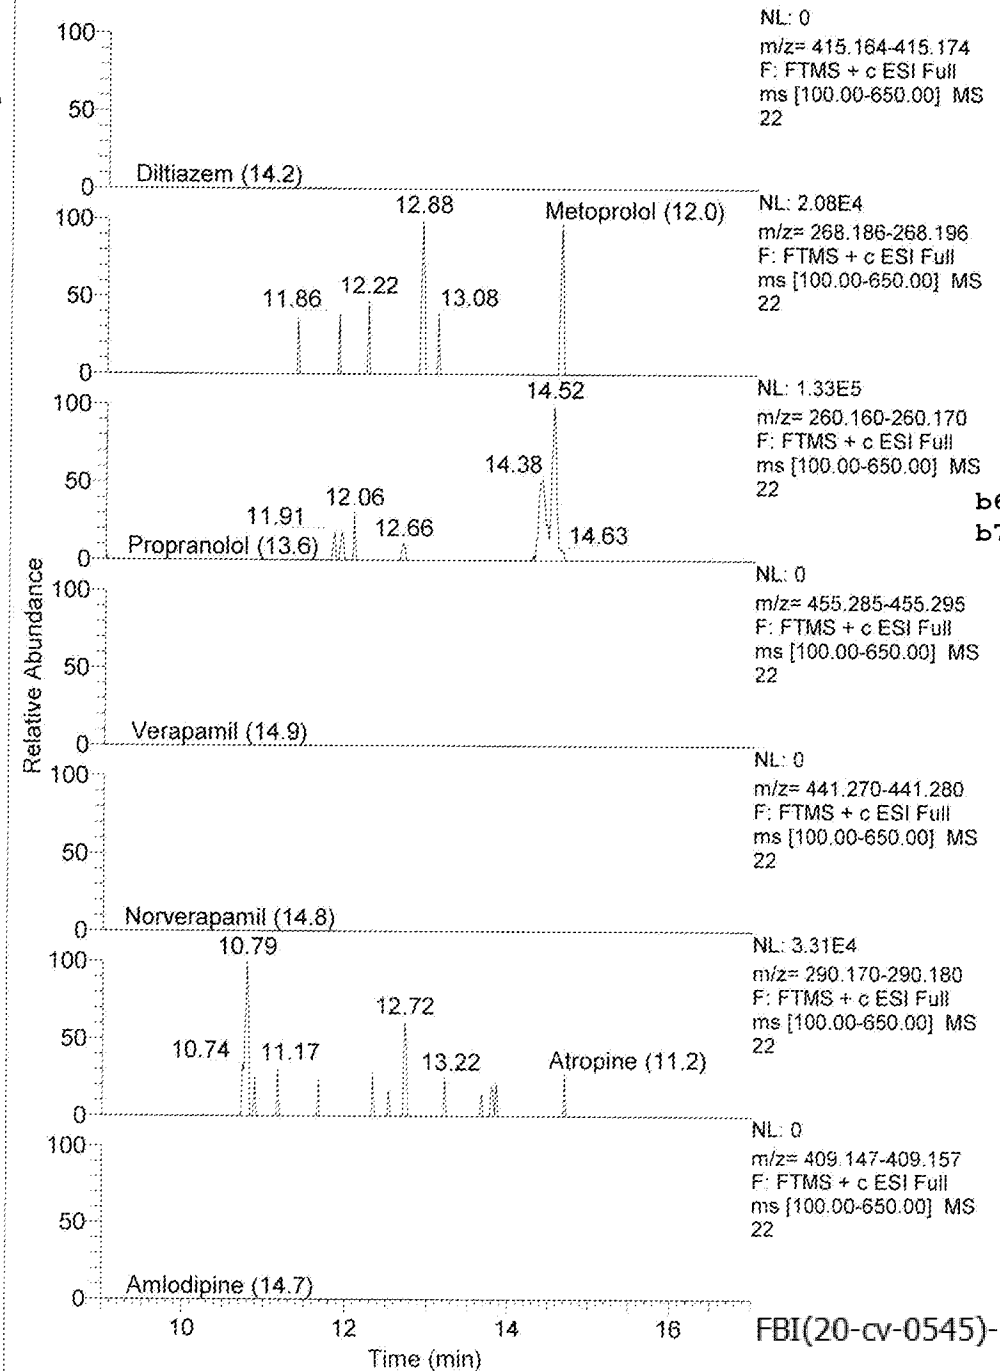 NL: 0
100
m/z= 415.164-415.174
F: FTMS + c ESI Full
ms [100.00-650.00] MS
22
50
Diltiazem (14.2)
0
NL: 2.08E4
100
12.88
Metoprolol (12.0)
m/z= 268.186-268.196
F: FTMS + c ESI Full
ms [100.00-650.00] MS
22
50
11.86
12.22
13.08
0
NL: 1.33E5
100
14.52
m/z= 260.160-260.170
F: FTMS + c ESI Full
ms [100.00-650.00] MS
22
50
14.38
b6
b7
11.91
12.06
12.66
14.63
Propranolol (13.6)
0
NL: 0
100
m/z= 455.285-455.295
F: FTMS + c ESI Full
ms [100.00-650.00] MS
22
50
Relative Abundance
Verapamil (14.9)
0
NL: 0
100
m/z= 441.270-441.280
F: FTMS + c ESI Full
ms [100.00-650.00] MS
22
50
Norverapamil (14.8)
0
NL: 3.31E4
100
10.79
m/z= 290.170-290.180
F: FTMS + c ESI Full
ms [100.00-650.00] MS
22
50
10.74
11.17
12.72
13.22
Atropine (11.2)
0
NL: 0
100
m/z= 409.147-409.157
F: FTMS + c ESI Full
ms [100.00-650.00] MS
22
50
Amlodipine (14.7)
0
10
12
14
16
Time (min)
FBI(20-cv-0545)-